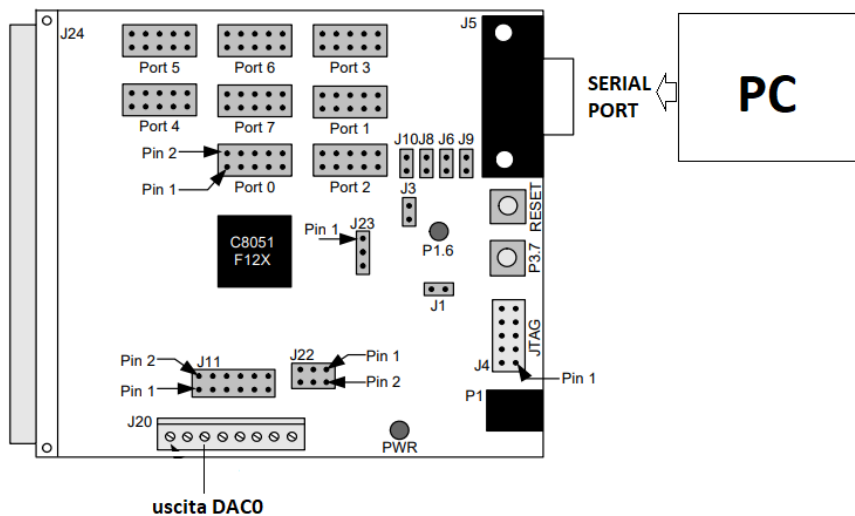 J24
J5
Port 5
Port 6
Port 3
SERIAL
PORT
PC
Port 4
Port 7
Port 1
J10
J8
J6
J9
Pin 2
Pin 1
Port 0
Port 2
J3
RESET
C8051
F12X
Pin 1
J23
P1.6
P3.7
J1
JTAG
J4
Pin 1
Pin 2
J11
Pin 1
J22
Pin 1
Pin 2
P1
J20
PWR
uscita DAC0